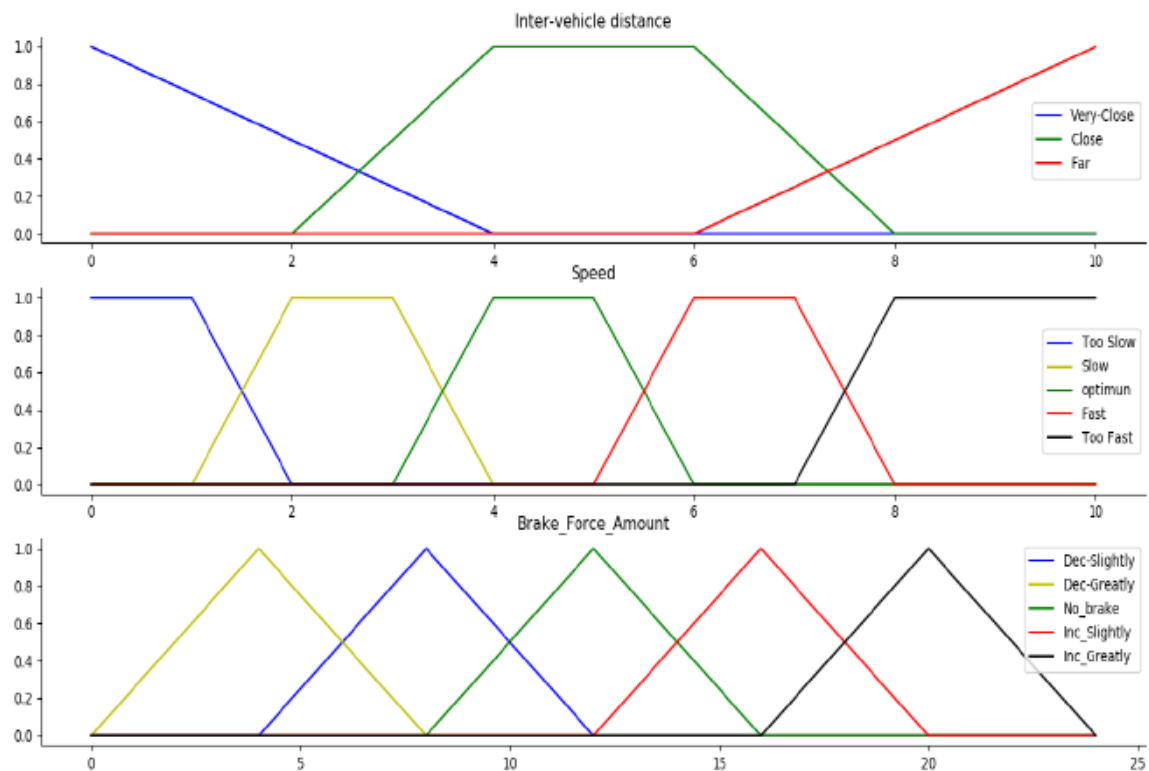 Inter-vehicle distance
1.0
0.8
0.6
0.4
0.2
0.0
Very-Close
Close
Far
0 2 4 6 8 10
Speed
1.0
0.8
0.6
0.4
0.2
0.0
Too Slow
Slow
optimun
Fast
Too Fast
0 2 4 6 8 10
Brake_Force_Amount
1.0
0.8
0.6
0.4
0.2
0.0
Dec-Slightly
Dec-Greatly
No_brake
Inc_Slightly
Inc_Greatly
0 5 10 15 20 25